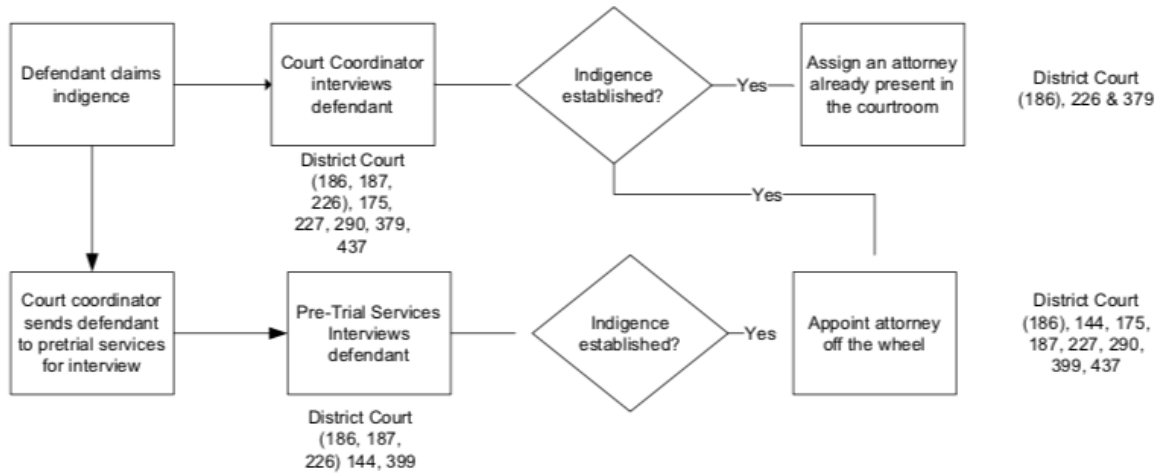 Defendant claims
indigence
Court Coordinator
interviews
defendant
District Court
(186, 187,
226), 175,
227, 290, 379,
437
Indigence
established?
Yes
Assign an attorney
already present in
the courtroom
District Court
(186), 226 & 379
Yes
Court coordinator
sends defendant
to pretrial services
for interview
Pre-Trial Services
Interviews
defendant
District Court
(186, 187,
226) 144, 399
Indigence
established?
Yes
Appoint attorney
off the wheel
District Court
(186), 144, 175,
187, 227, 290,
399, 437